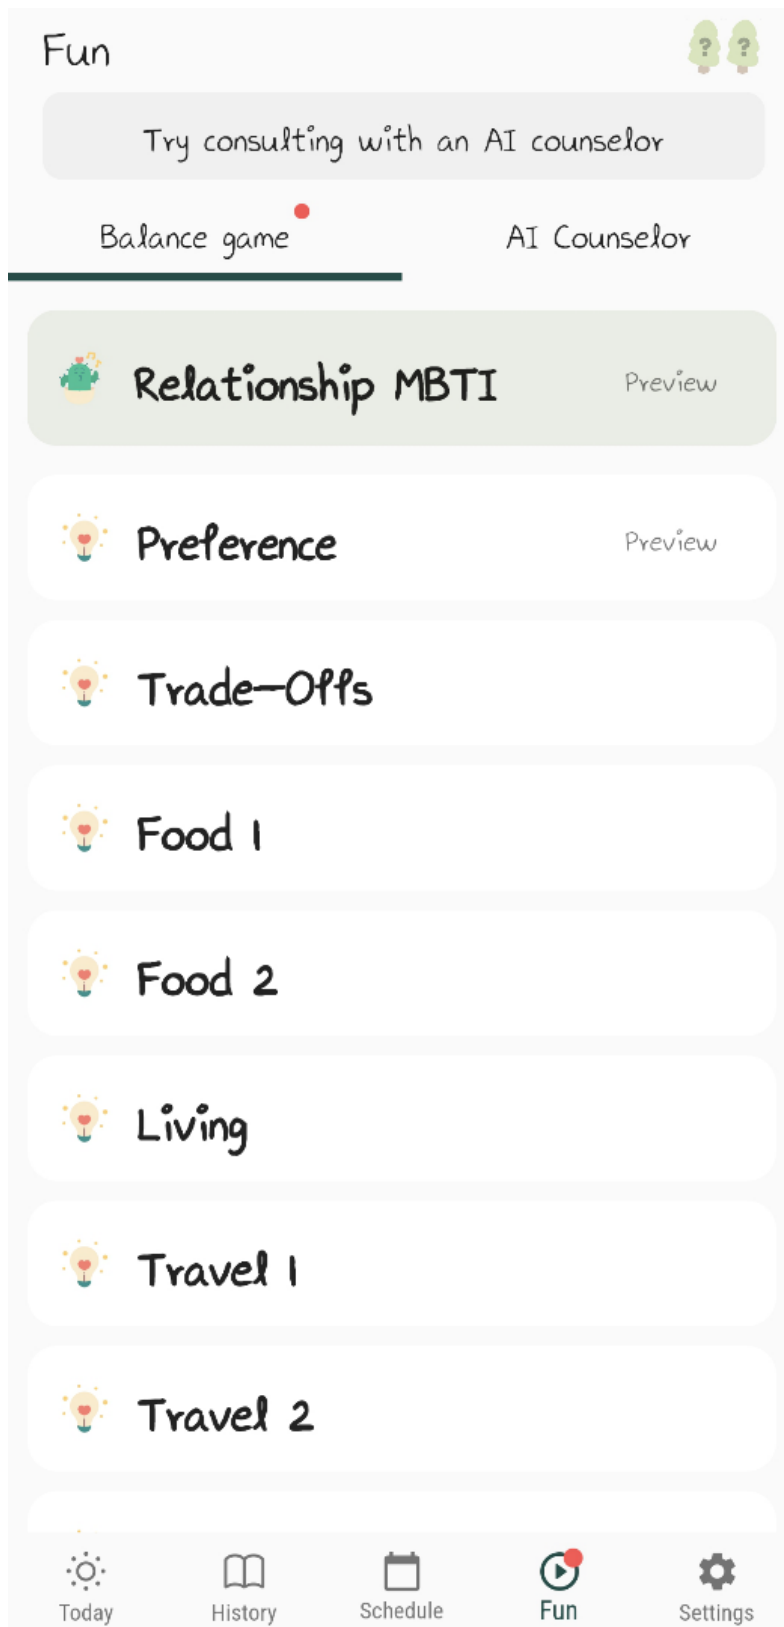 Fun
? ?
Try consulting with an AI counselor
Balance game
AI Counselor
Relationship MBTI
Preview
Preference
Preview
Trade-Offs
Food 1
Food 2
Living
Travel 1
Travel 2
Today
History
Schedule
Fun
Settings